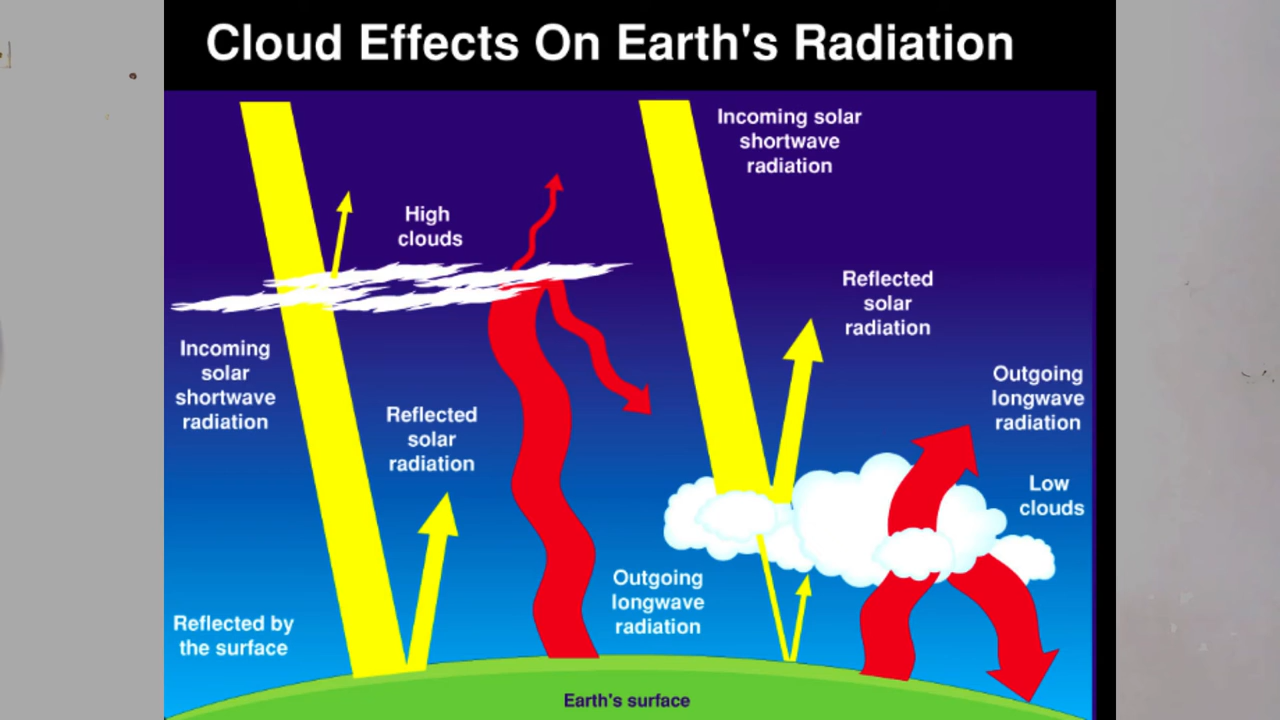 Cloud Effects On Earth's Radiation
Incoming solar
shortwave
radiation
High
clouds
Reflected
solar
radiation
Incoming
solar
shortwave
radiation
Outgoing
longwave
radiation
Reflected
solar
radiation
Low
clouds
Outgoing
longwave
radiation
Reflected by
the surface
Earth's surface